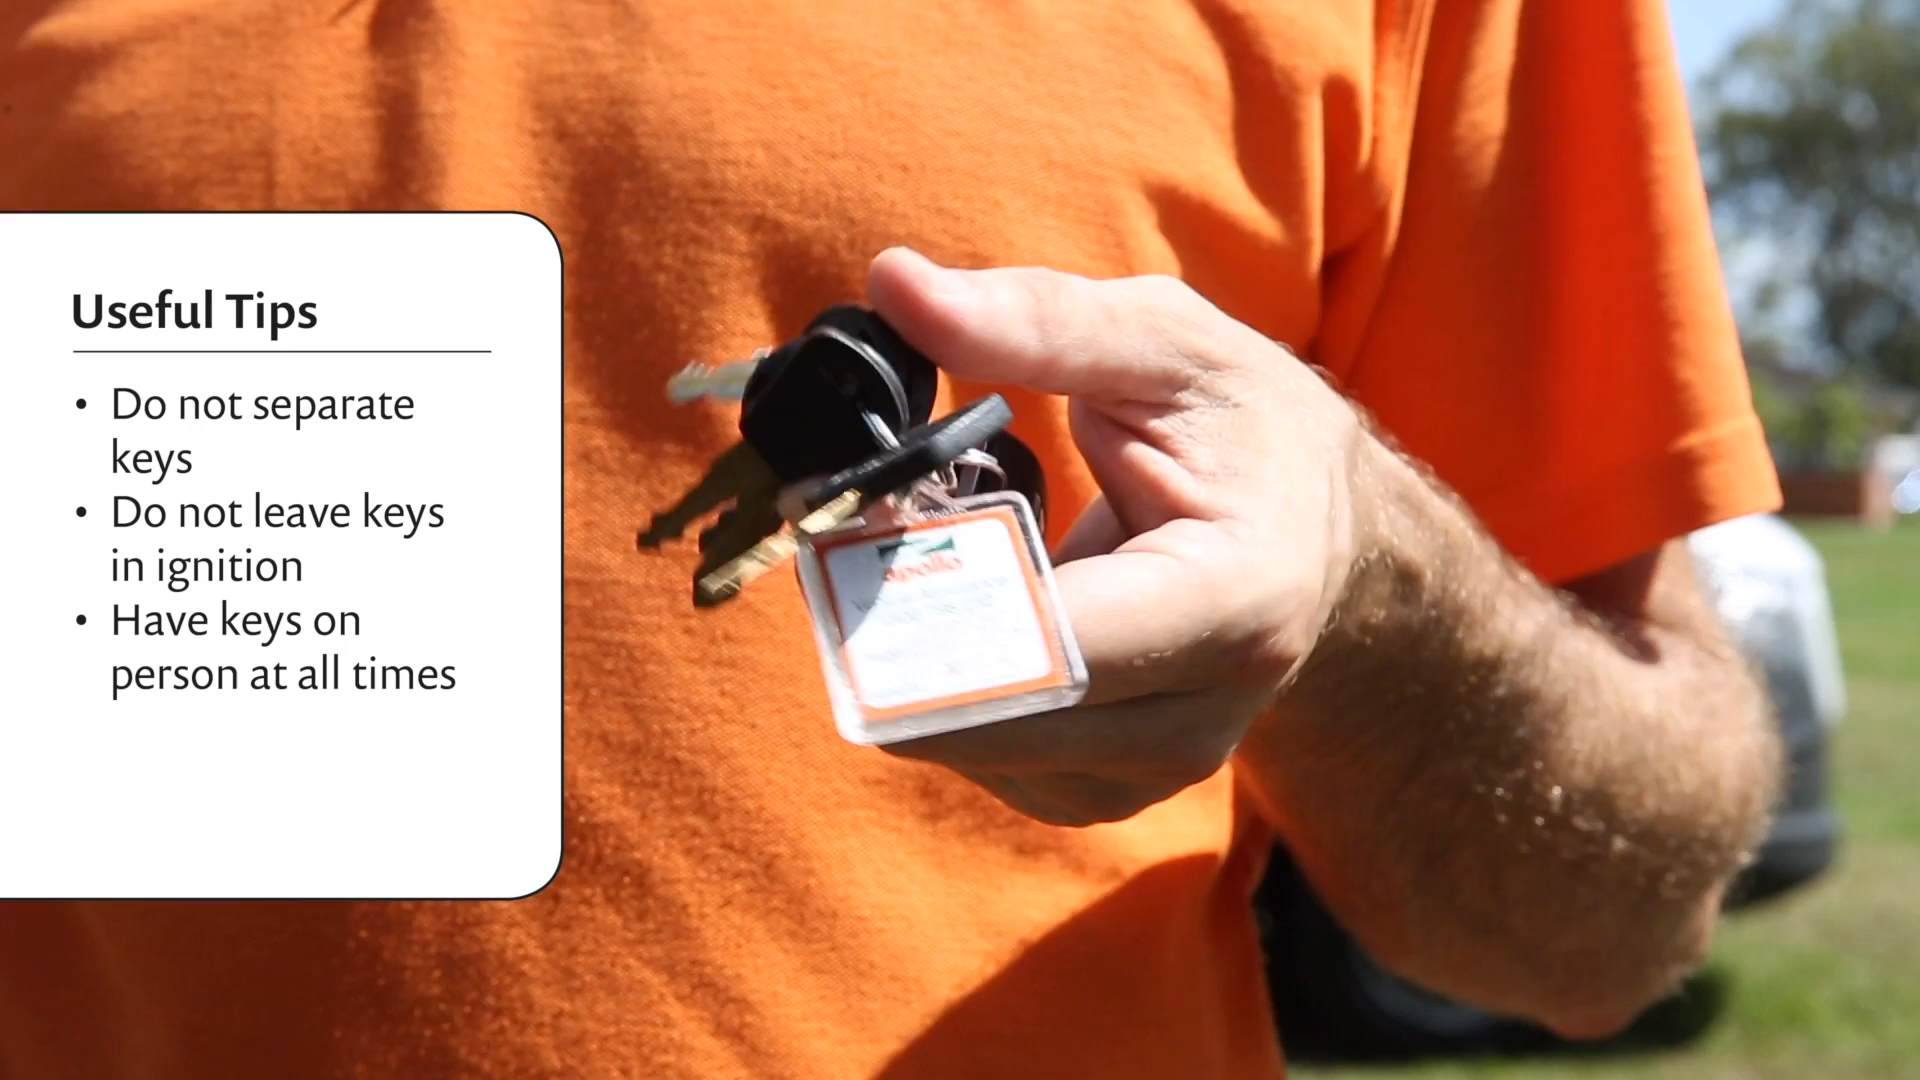 Useful Tips
• Do not separate
keys
• Do not leave keys
in ignition
• Have keys on
person at all times
apollo